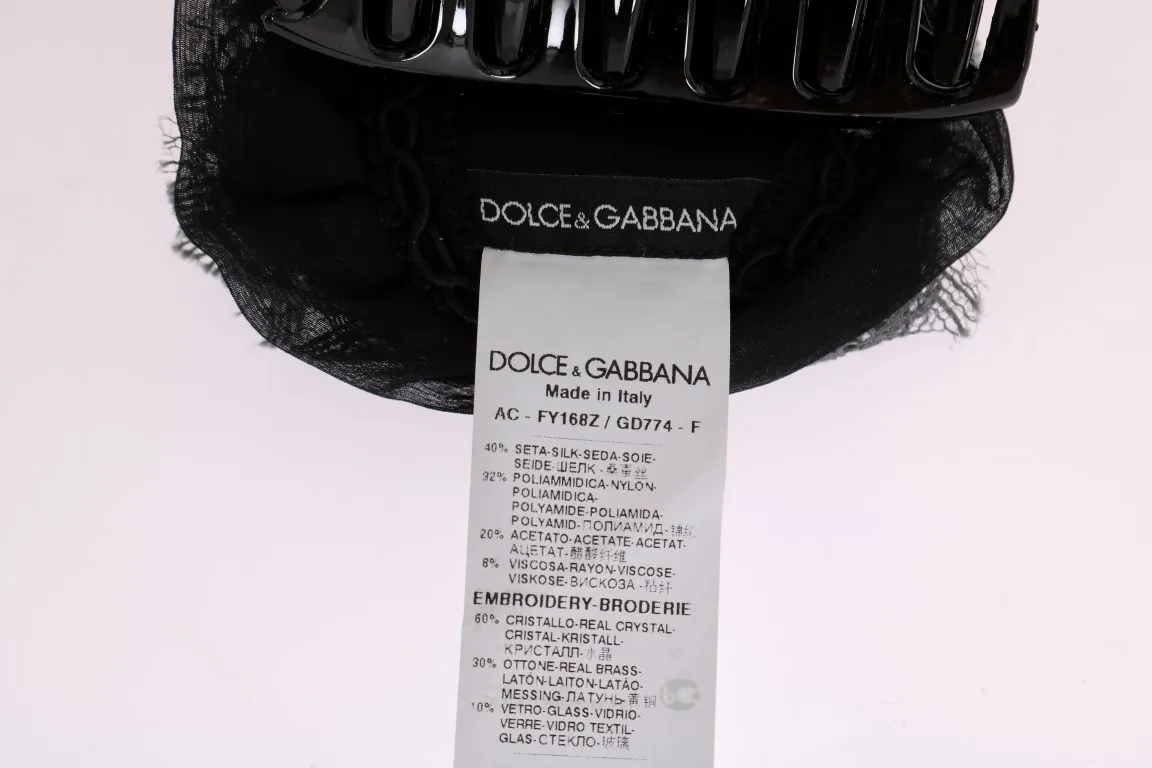 DOLCE&GABBANA
DOLCE & GABBANA
Made in Italy
AC - FY168Z / GD774 - F
40% SETA-SILK-SEDA-SOIE-
SEIDE-ШЕЛК-桑蚕丝
32% POLIAMMIDICA-NYLON-
POLIAMIDICA-
POLYAMIDE-POLIAMIDA-
POLYAMID-ПОЛИАМИД-锦纶
20% ACETATO-ACETATE-ACETAT-
АЦЕТАТ-醋酸纤维
8% VISCOSA-RAYON-VISCOSE-
VISKOSE-ВИСКОЗА-粘纤
EMBROIDERY-BRODERIE
60% CRISTALLO-REAL CRYSTAL-
CRISTAL-KRISTALL-
КРИСТАЛЛ-水晶
30% OTTONE-REAL BRASS-
LATÓN-LAITON-LATÃO-
MESSING-ЛАТУНЬ-黄铜
10% VETRO-GLASS-VIDRIO-
VERRE-VIDRO TEXTIL-
GLAS-СТЕКЛО-玻璃